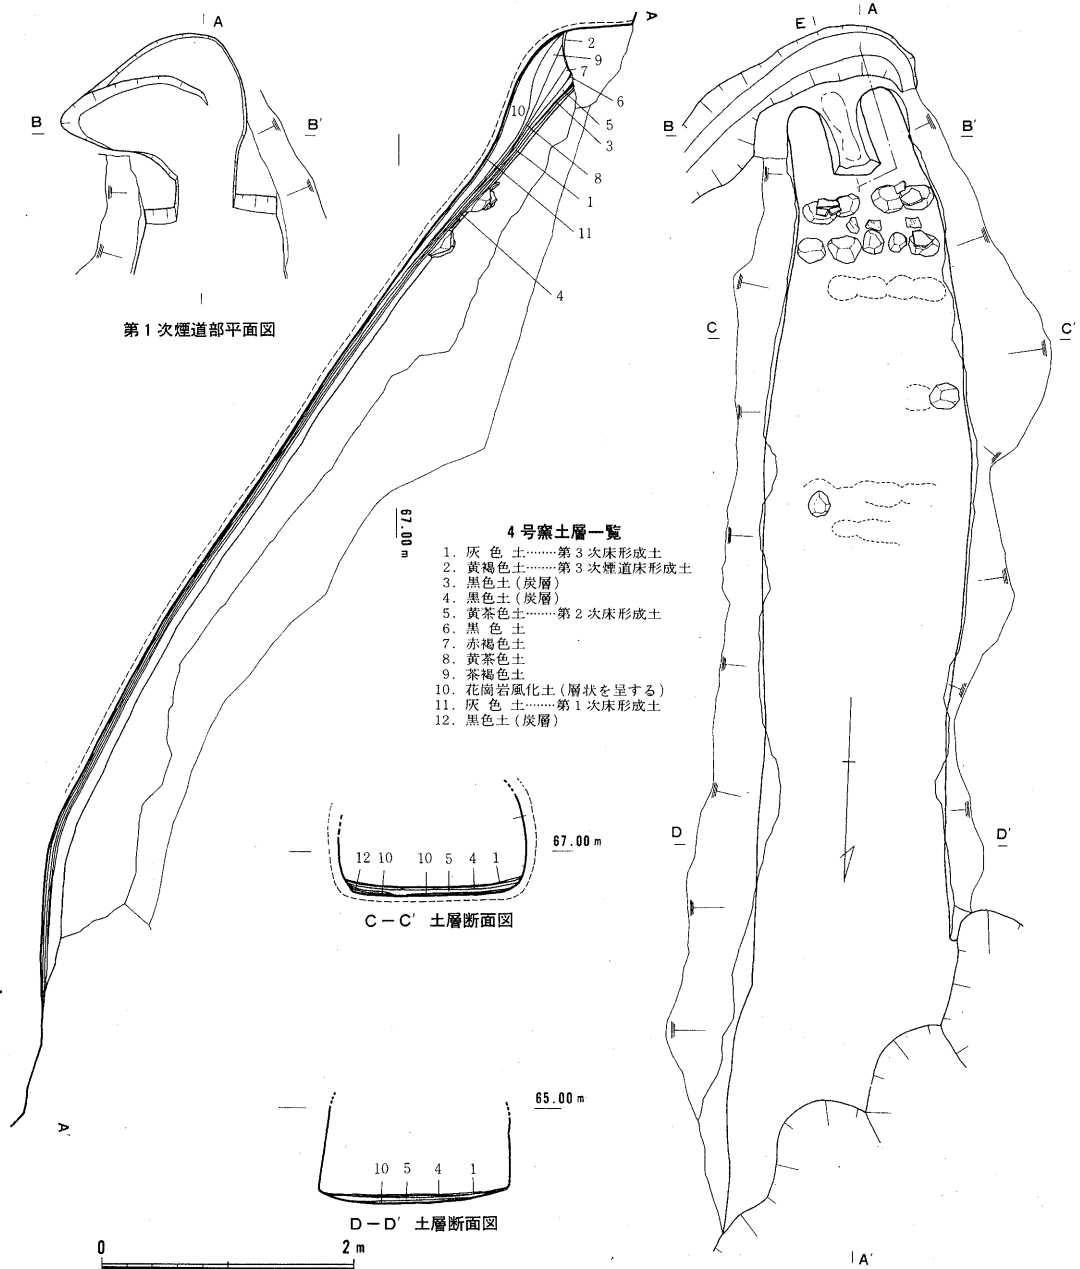 A
B
B′
第1次煙道部平面図
A
2
9
7
6
10
5
3
8
1
11
4
67.00m
A′
E
A
B
B′
C
C′
D
D′
A′
4号窯土層一覧
1. 灰色土……第3次床形成土
2. 黄褐色土……第3次煙道床形成土
3. 黒色土(炭層)
4. 黒色土(炭層)
5. 黄茶色土……第2次床形成土
6. 黒色土
7. 赤褐色土
8. 黄茶色土
9. 茶褐色土
10. 花崗岩風化土(層状を呈する)
11. 灰色土……第1次床形成土
12. 黒色土(炭層)
67.00m
12 10 10 5 4 1
C－C′ 土層断面図
65.00m
10 5 4 1
D－D′ 土層断面図
0 2m